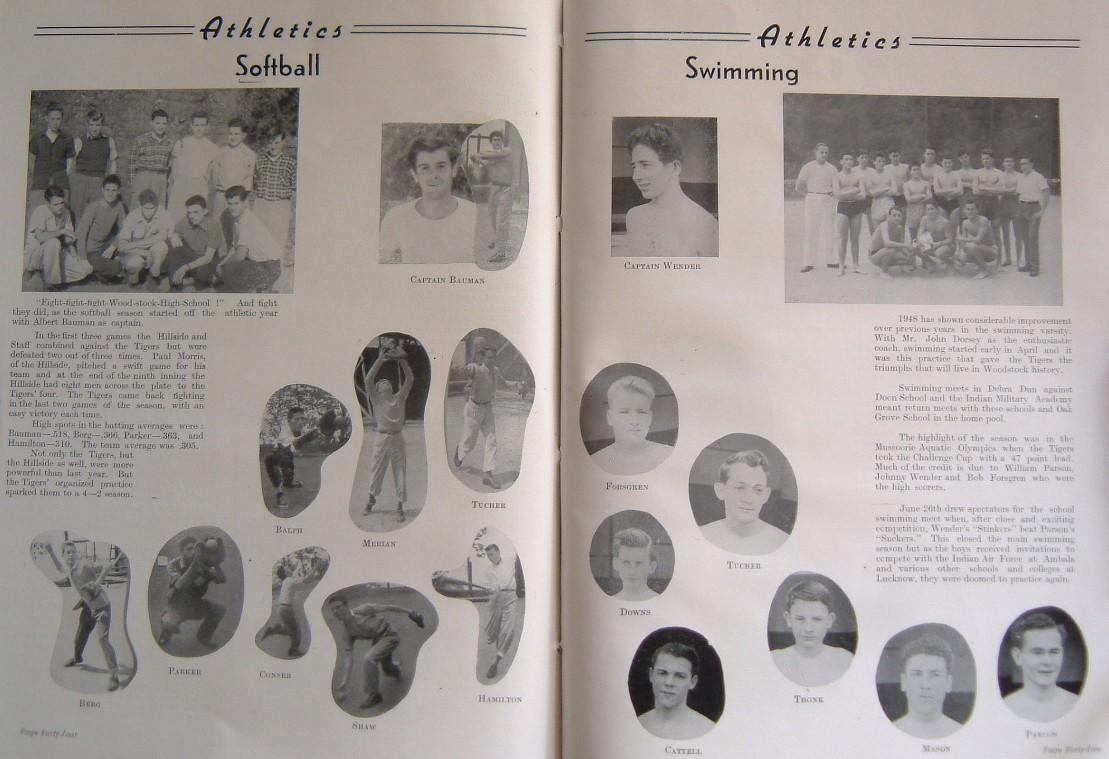 Athletics
Softball
CAPTAIN BAUMAN
"Fight-fight-fight-Wood-stock-High-School !" And fight
they did, as the softball season started off the athletic year
with Albert Bauman as captain.
In the first three games the Hillside and
Staff combined against the Tigers but were
defeated two out of three times. Paul Morris,
of the Hillside, pitched a swift game for his
team and at the end of the ninth inning the
Hillside had eight men across the plate to the
Tigers' four. The Tigers came back fighting
in the last two games of the season, with an
easy victory each time.
High spots in the batting averages were :
Bauman—.518, Berg—.366, Parker—.363, and
Hamilton—.310. The team average was .305.
Not only the Tigers, but
the Hillside as well, were more
powerful than last year. But
the Tigers' organized practice
sparked them to a 4—2 season.
BALPH
MERIAN
TUCHER
BERG
PARKER
CONSER
SHAW
HAMILTON
Page Forty-four
Athletics
Swimming
CAPTAIN WENDER
1948 has shown considerable improvement
over previous years in the swimming varsity.
With Mr. John Dorsey as the enthusiastic
coach, swimming started early in April and it
was this practice that gave the Tigers the
triumphs that will live in Woodstock history.
Swimming meets in Dehra Dun against
Doon School and the Indian Military Academy
meant return meets with these schools and Oak
Grove School in the home pool.
The highlight of the season was in the
Mussoorie Aquatic Olympics when the Tigers
took the Challenge Cup with a 47 point lead.
Much of the credit is due to William Parson,
Johnny Wender and Bob Forsgren who were
the high scorers.
June 26th drew spectators for the school
swimming meet when, after close and exciting
competition, Wender's "Stinkers" beat Parson's
"Suckers." This closed the main swimming
season but as the boys received invitations to
compete with the Indian Air Force at Ambala
and various other schools and colleges at
Lucknow, they were doomed to practice again.
TUCHER
DOWNS
CATTELL
MASON
PARSON
Page Forty-five